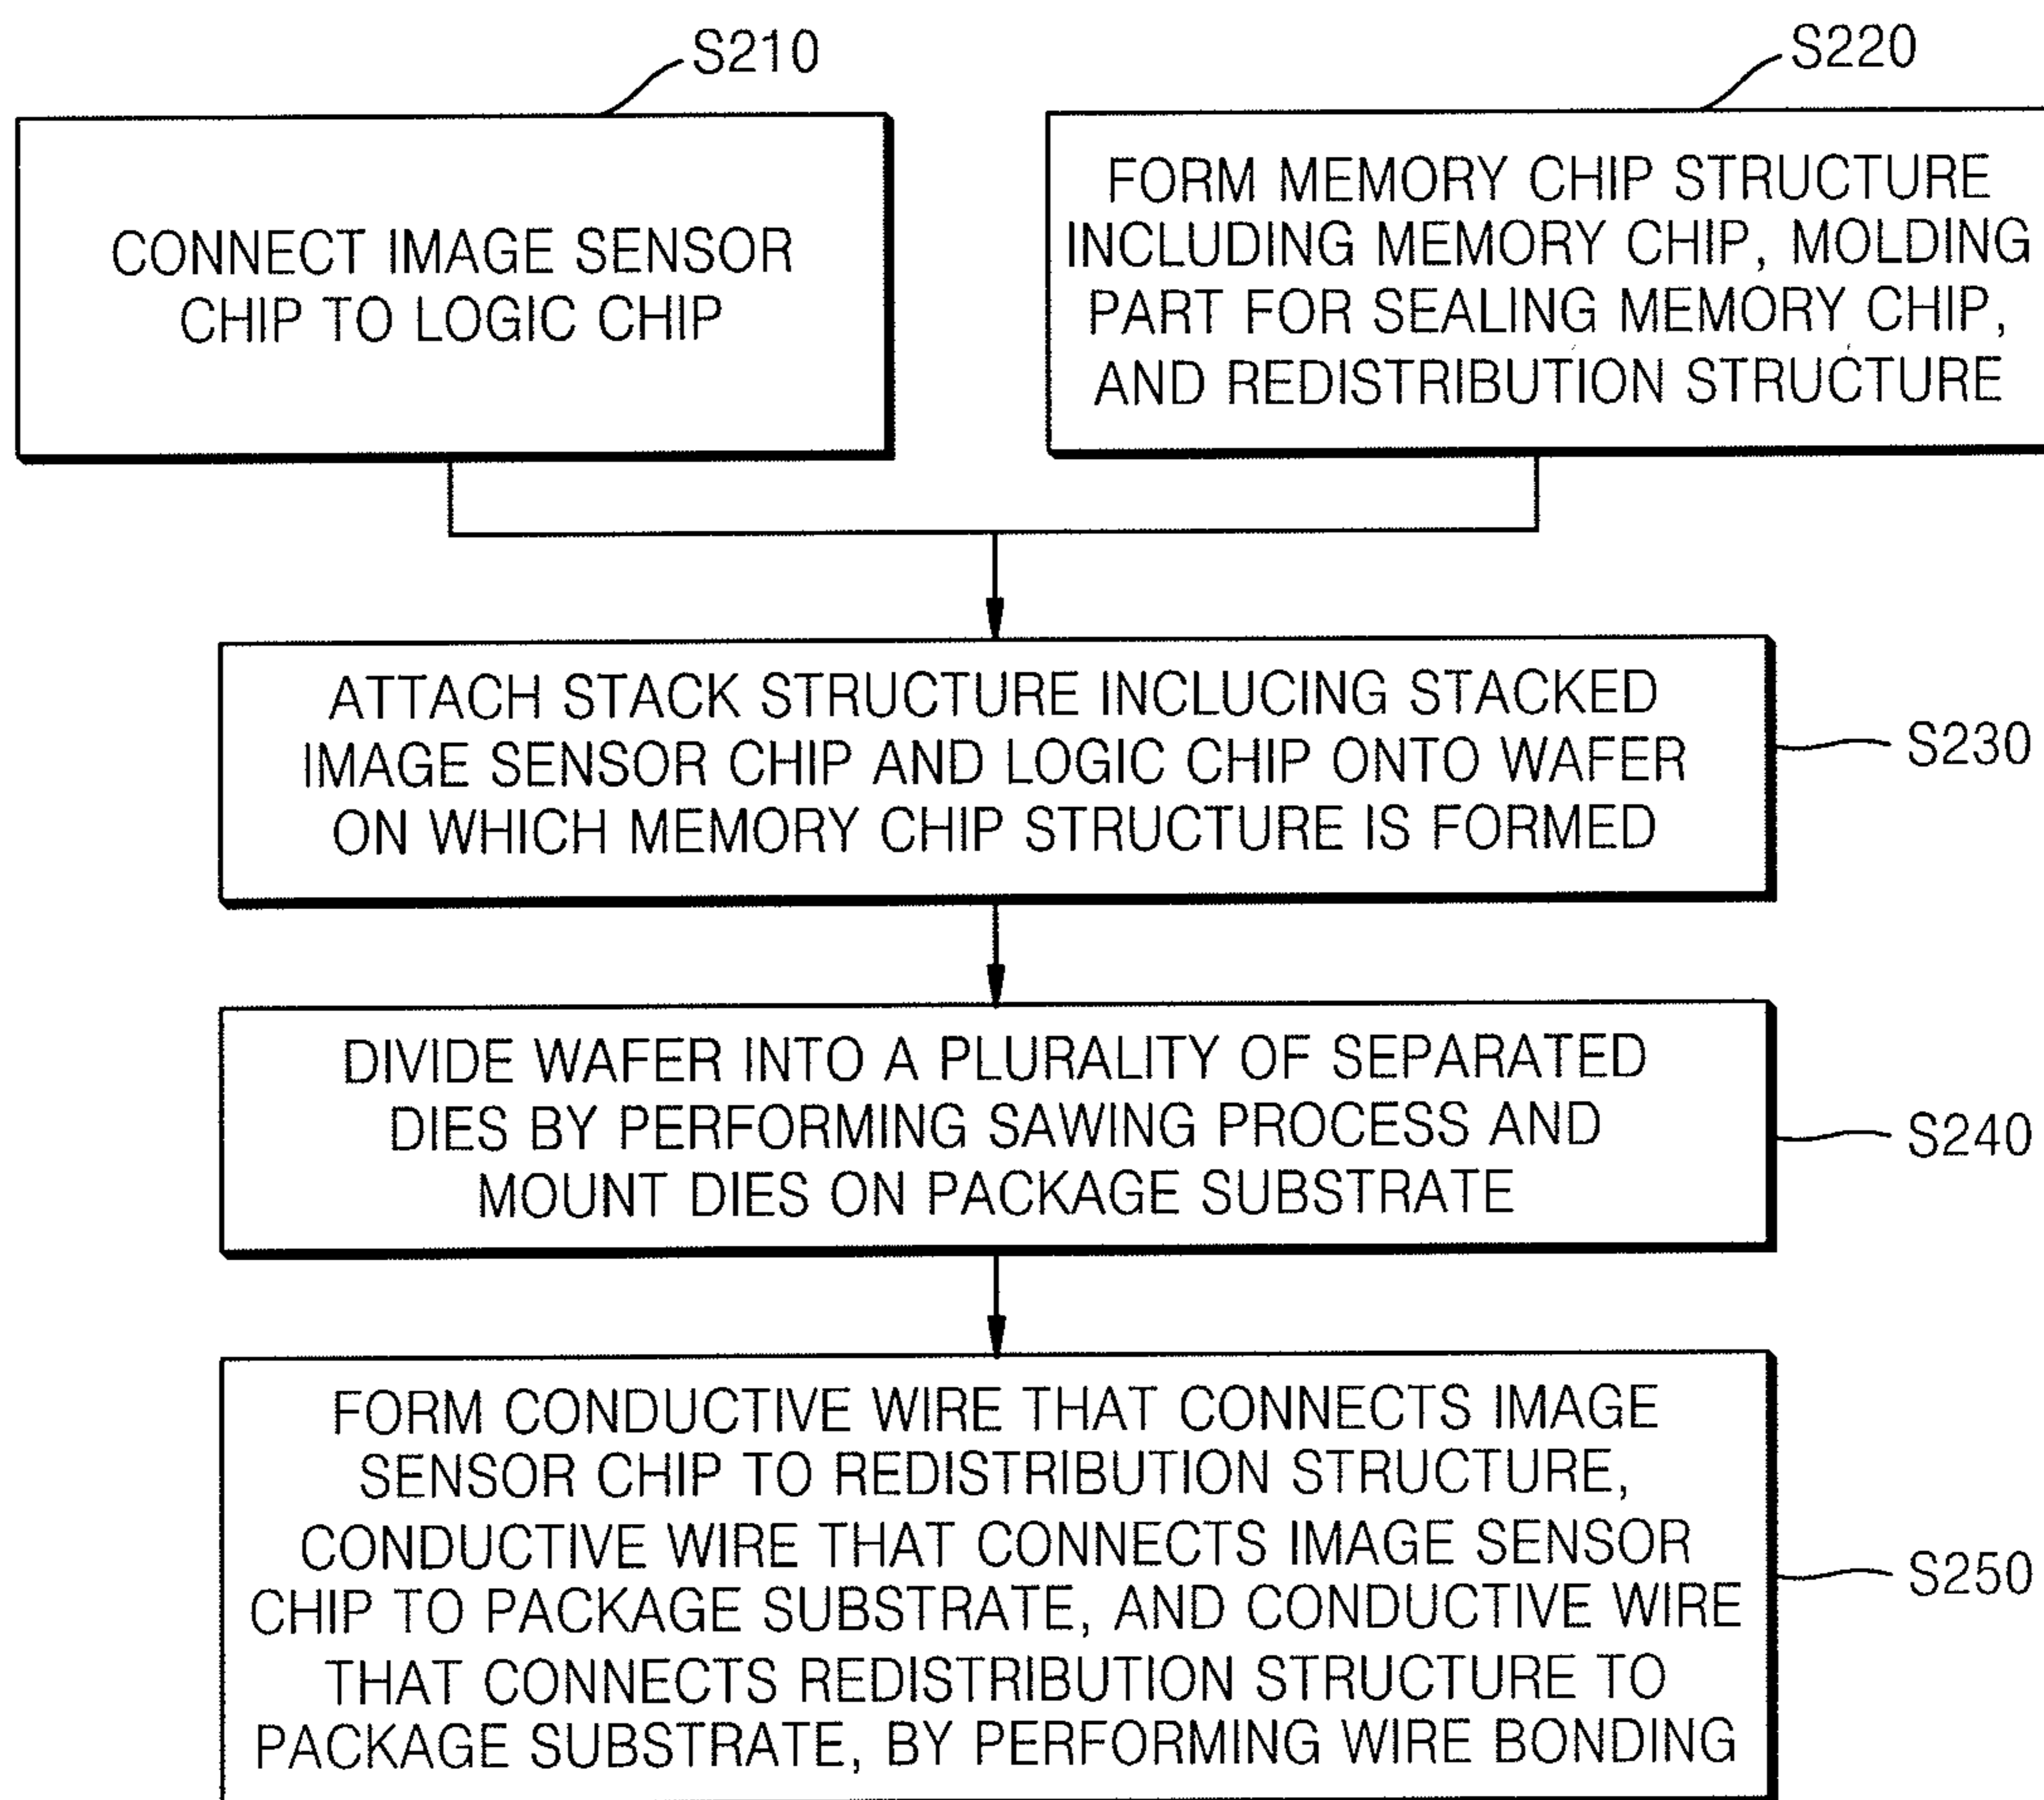 S210
CONNECT IMAGE SENSOR
CHIP TO LOGIC CHIP
S220
FORM MEMORY CHIP STRUCTURE
INCLUDING MEMORY CHIP, MOLDING
PART FOR SEALING MEMORY CHIP,
AND REDISTRIBUTION STRUCTURE
ATTACH STACK STRUCTURE INCLUCING STACKED
IMAGE SENSOR CHIP AND LOGIC CHIP ONTO WAFER
ON WHICH MEMORY CHIP STRUCTURE IS FORMED
S230
DIVIDE WAFER INTO A PLURALITY OF SEPARATED
DIES BY PERFORMING SAWING PROCESS AND
MOUNT DIES ON PACKAGE SUBSTRATE
S240
FORM CONDUCTIVE WIRE THAT CONNECTS IMAGE
SENSOR CHIP TO REDISTRIBUTION STRUCTURE,
CONDUCTIVE WIRE THAT CONNECTS IMAGE SENSOR
CHIP TO PACKAGE SUBSTRATE, AND CONDUCTIVE WIRE
THAT CONNECTS REDISTRIBUTION STRUCTURE TO
PACKAGE SUBSTRATE, BY PERFORMING WIRE BONDING
S250